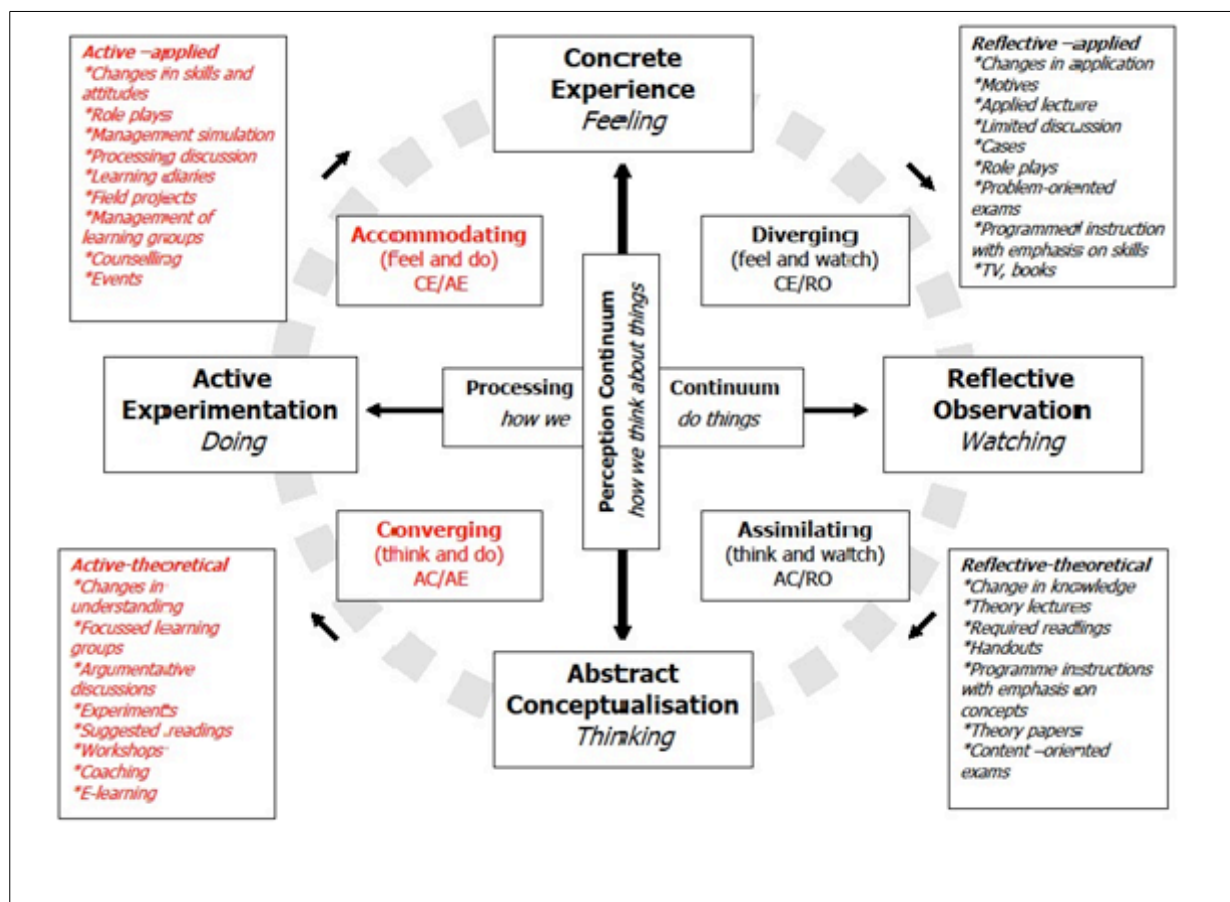 Active –applied
*Changes in skills and
attitudes
*Role plays
*Management simulation
*Processing discussion
*Learning diaries
*Field projects
*Management of
learning groups
*Counselling
*Events
Concrete
Experience
Feeling
Reflective –applied
*Changes in application
*Motives
*Applied lecture
*Limited discussion
*Cases
*Role plays
*Problem-oriented
exams
*Programmed instruction
with emphasis on skills
*TV, books
Accommodating
(Feel and do)
CE/AE
Diverging
(feel and watch)
CE/RO
Active
Experimentation
Doing
Processing
how we
Perception Continuum
how we think about things
Continuum
do things
Reflective
Observation
Watching
Converging
(think and do)
AC/AE
Assimilating
(think and watch)
AC/RO
Active-theoretical
*Changes in
understanding
*Focussed learning
groups
*Argumentative
discussions
*Experiments
*Suggested readings
*Workshops
*Coaching
*E-learning
Abstract
Conceptualisation
Thinking
Reflective-theoretical
*Change in knowledge
*Theory lectures
*Required readings
*Handouts
*Programme instructions
with emphasis on
concepts
*Theory papers
*Content –oriented
exams